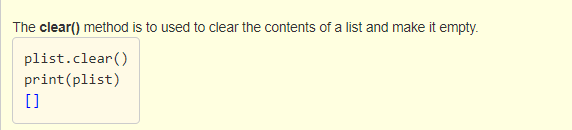 The clear() method is to used to clear the contents of a list and make it empty.
plist.clear()
print(plist)
[]